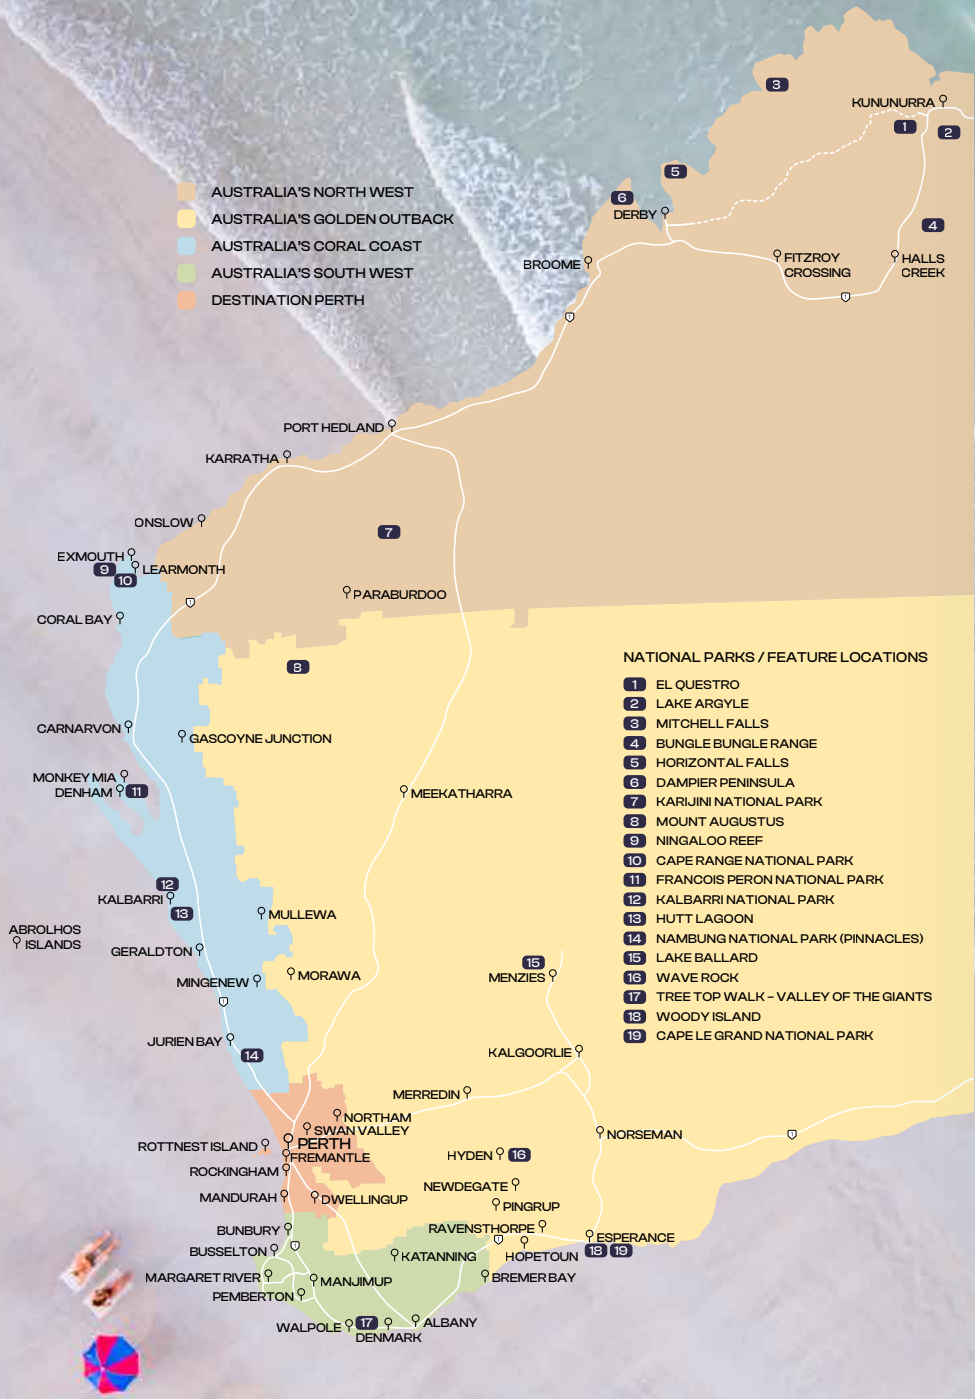 3
KUNUNURRA
1
2
5
6
DERBY
4
BROOME
FITZROY
CROSSING
HALLS
CREEK
1
1
AUSTRALIA'S NORTH WEST
AUSTRALIA'S GOLDEN OUTBACK
AUSTRALIA'S CORAL COAST
AUSTRALIA'S SOUTH WEST
DESTINATION PERTH
PORT HEDLAND
KARRATHA
ONSLOW
7
EXMOUTH
9
LEARMONTH
10
PARABURDOO
1
CORAL BAY
8
CARNARVON
GASCOYNE JUNCTION
MONKEY MIA
DENHAM
11
MEEKATHARRA
12
KALBARRI
13
MULLEWA
ABROLHOS
ISLANDS
GERALDTON
MINGENEW
MORAWA
1
15
MENZIES
JURIEN BAY
14
KALGOORLIE
MERREDIN
NORTHAM
SWAN VALLEY
ROTTNEST ISLAND
PERTH
FREMANTLE
NORSEMAN
1
HYDEN
16
ROCKINGHAM
NEWDEGATE
MANDURAH
DWELLINGUP
PINGRUP
BUNBURY
RAVENSTHORPE
1
ESPERANCE
18
19
BUSSELTON
1
KATANNING
HOPETOUN
MARGARET RIVER
MANJIMUP
BREMER BAY
PEMBERTON
WALPOLE
17
DENMARK
ALBANY
NATIONAL PARKS / FEATURE LOCATIONS
1 EL QUESTRO
2 LAKE ARGYLE
3 MITCHELL FALLS
4 BUNGLE BUNGLE RANGE
5 HORIZONTAL FALLS
6 DAMPIER PENINSULA
7 KARIJINI NATIONAL PARK
8 MOUNT AUGUSTUS
9 NINGALOO REEF
10 CAPE RANGE NATIONAL PARK
11 FRANCOIS PERON NATIONAL PARK
12 KALBARRI NATIONAL PARK
13 HUTT LAGOON
14 NAMBUNG NATIONAL PARK (PINNACLES)
15 LAKE BALLARD
16 WAVE ROCK
17 TREE TOP WALK – VALLEY OF THE GIANTS
18 WOODY ISLAND
19 CAPE LE GRAND NATIONAL PARK